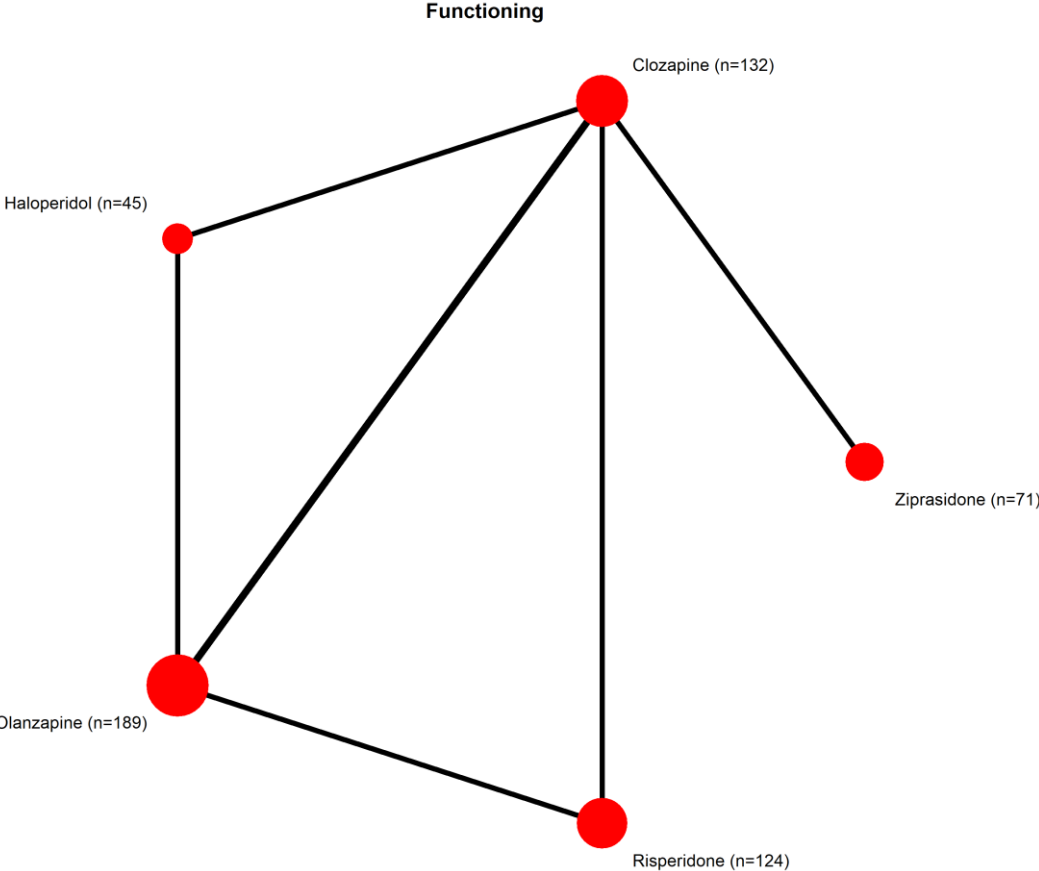 Functioning
Clozapine (n=132)
Haloperidol (n=45)
Ziprasidone (n=71)
Olanzapine (n=189)
Risperidone (n=124)